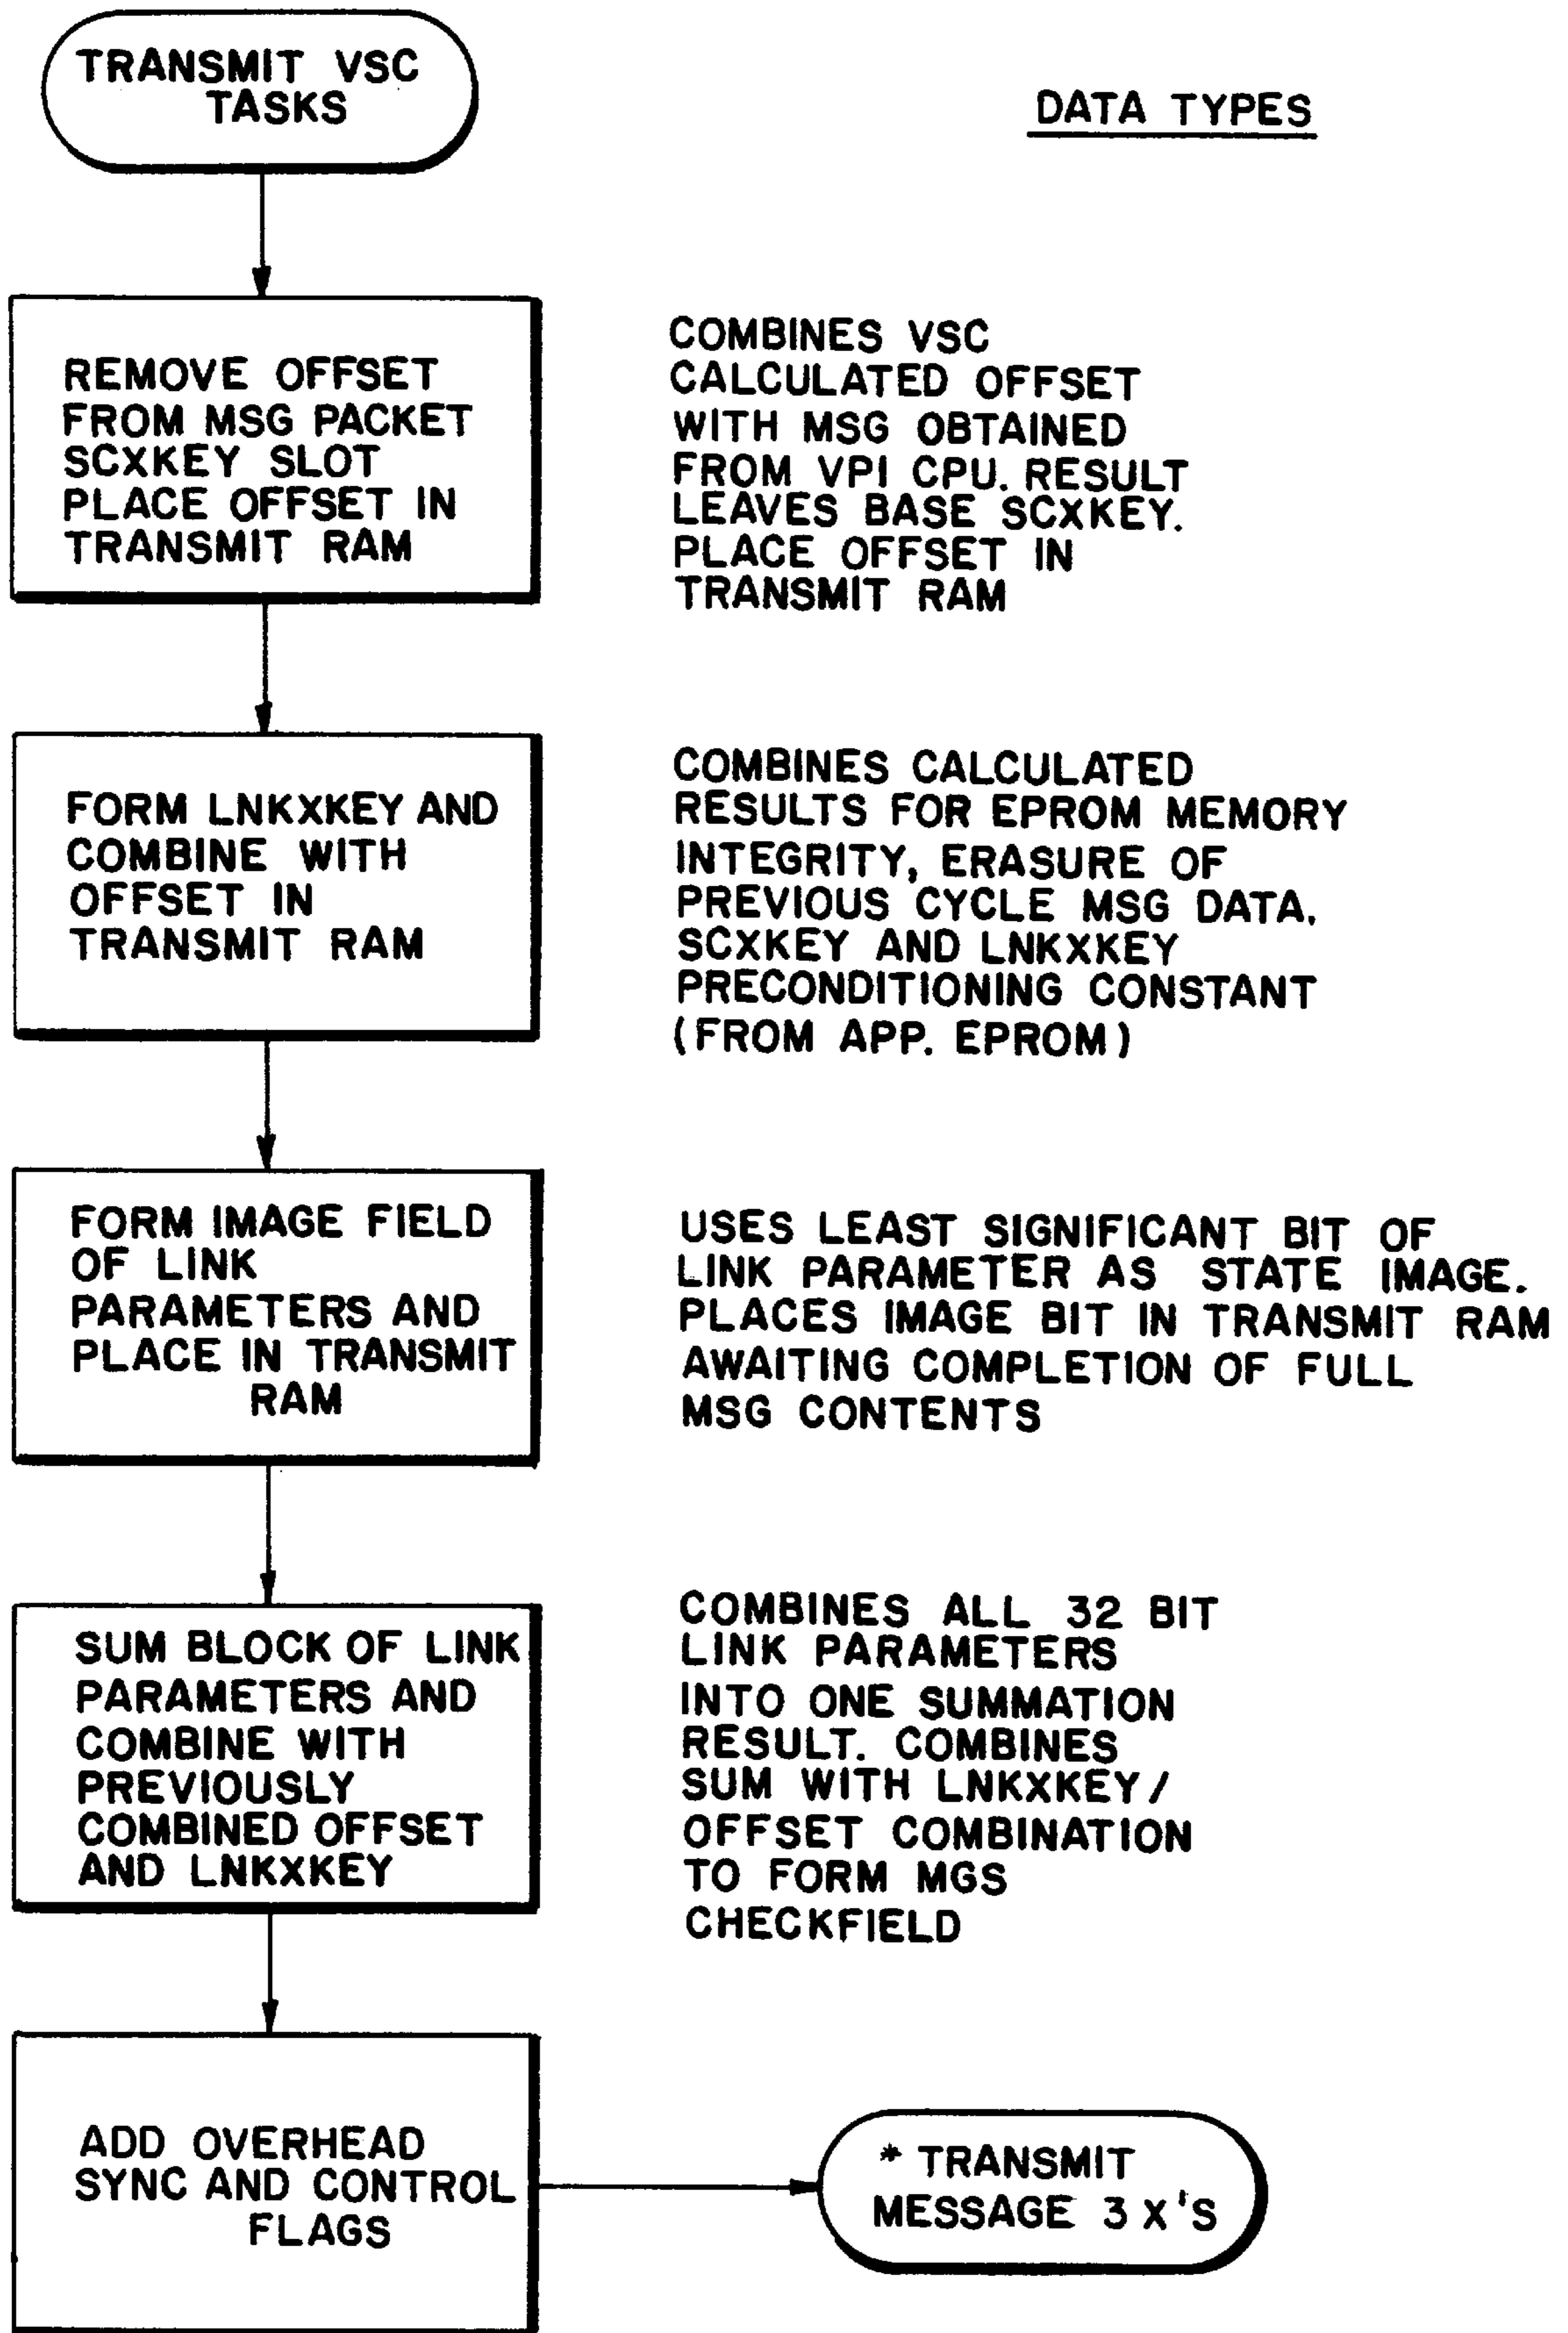 TRANSMIT VSC
TASKS
DATA TYPES
REMOVE OFFSET
FROM MSG PACKET
SCXKEY SLOT
PLACE OFFSET IN
TRANSMIT RAM
COMBINES VSC
CALCULATED OFFSET
WITH MSG OBTAINED
FROM VPI CPU. RESULT
LEAVES BASE SCXKEY.
PLACE OFFSET IN
TRANSMIT RAM
FORM LNKXKEY AND
COMBINE WITH
OFFSET IN
TRANSMIT RAM
COMBINES CALCULATED
RESULTS FOR EPROM MEMORY
INTEGRITY, ERASURE OF
PREVIOUS CYCLE MSG DATA.
SCXKEY AND LNKXKEY
PRECONDITIONING CONSTANT
(FROM APP. EPROM)
FORM IMAGE FIELD
OF LINK
PARAMETERS AND
PLACE IN TRANSMIT
RAM
USES LEAST SIGNIFICANT BIT OF
LINK PARAMETER AS STATE IMAGE.
PLACES IMAGE BIT IN TRANSMIT RAM
AWAITING COMPLETION OF FULL
MSG CONTENTS
SUM BLOCK OF LINK
PARAMETERS AND
COMBINE WITH
PREVIOUSLY
COMBINED OFFSET
AND LNKXKEY
COMBINES ALL 32 BIT
LINK PARAMETERS
INTO ONE SUMMATION
RESULT. COMBINES
SUM WITH LNKXKEY/
OFFSET COMBINATION
TO FORM MGS
CHECKFIELD
ADD OVERHEAD
SYNC AND CONTROL
FLAGS
* TRANSMIT
MESSAGE 3 X'S